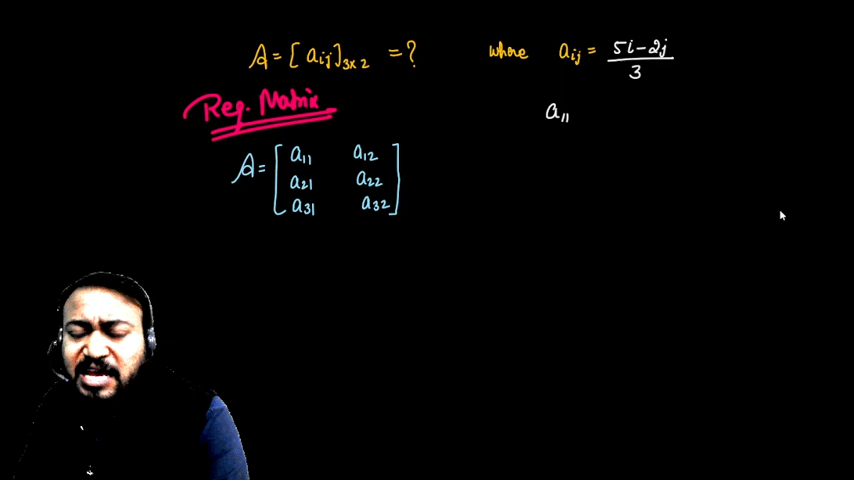 A = [aij]3x2 = ? where aij = 5i-2j/3
Req. Matrix
a11
A = [a11 a12
a21 a22
a31 a32]